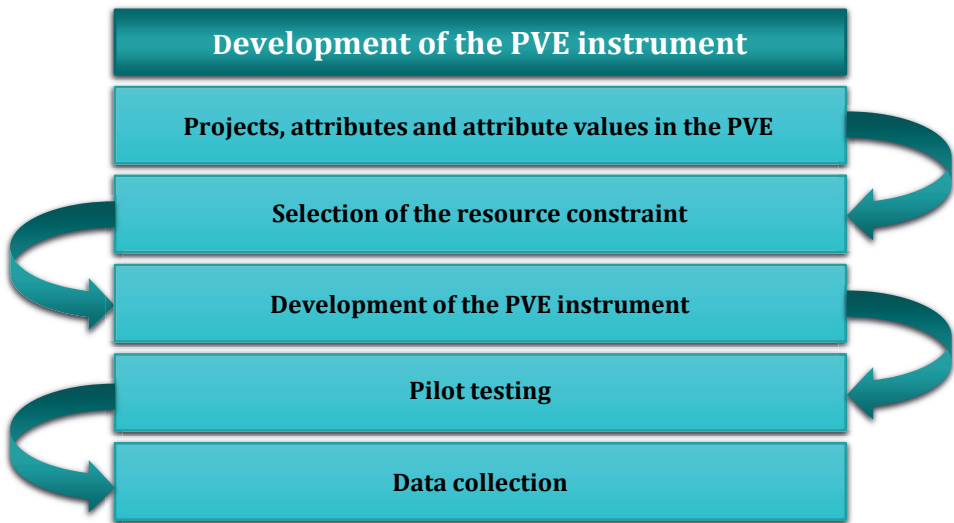 Development of the PVE instrument
Projects, attributes and attribute values in the PVE
Selection of the resource constraint
Development of the PVE instrument
Pilot testing
Data collection